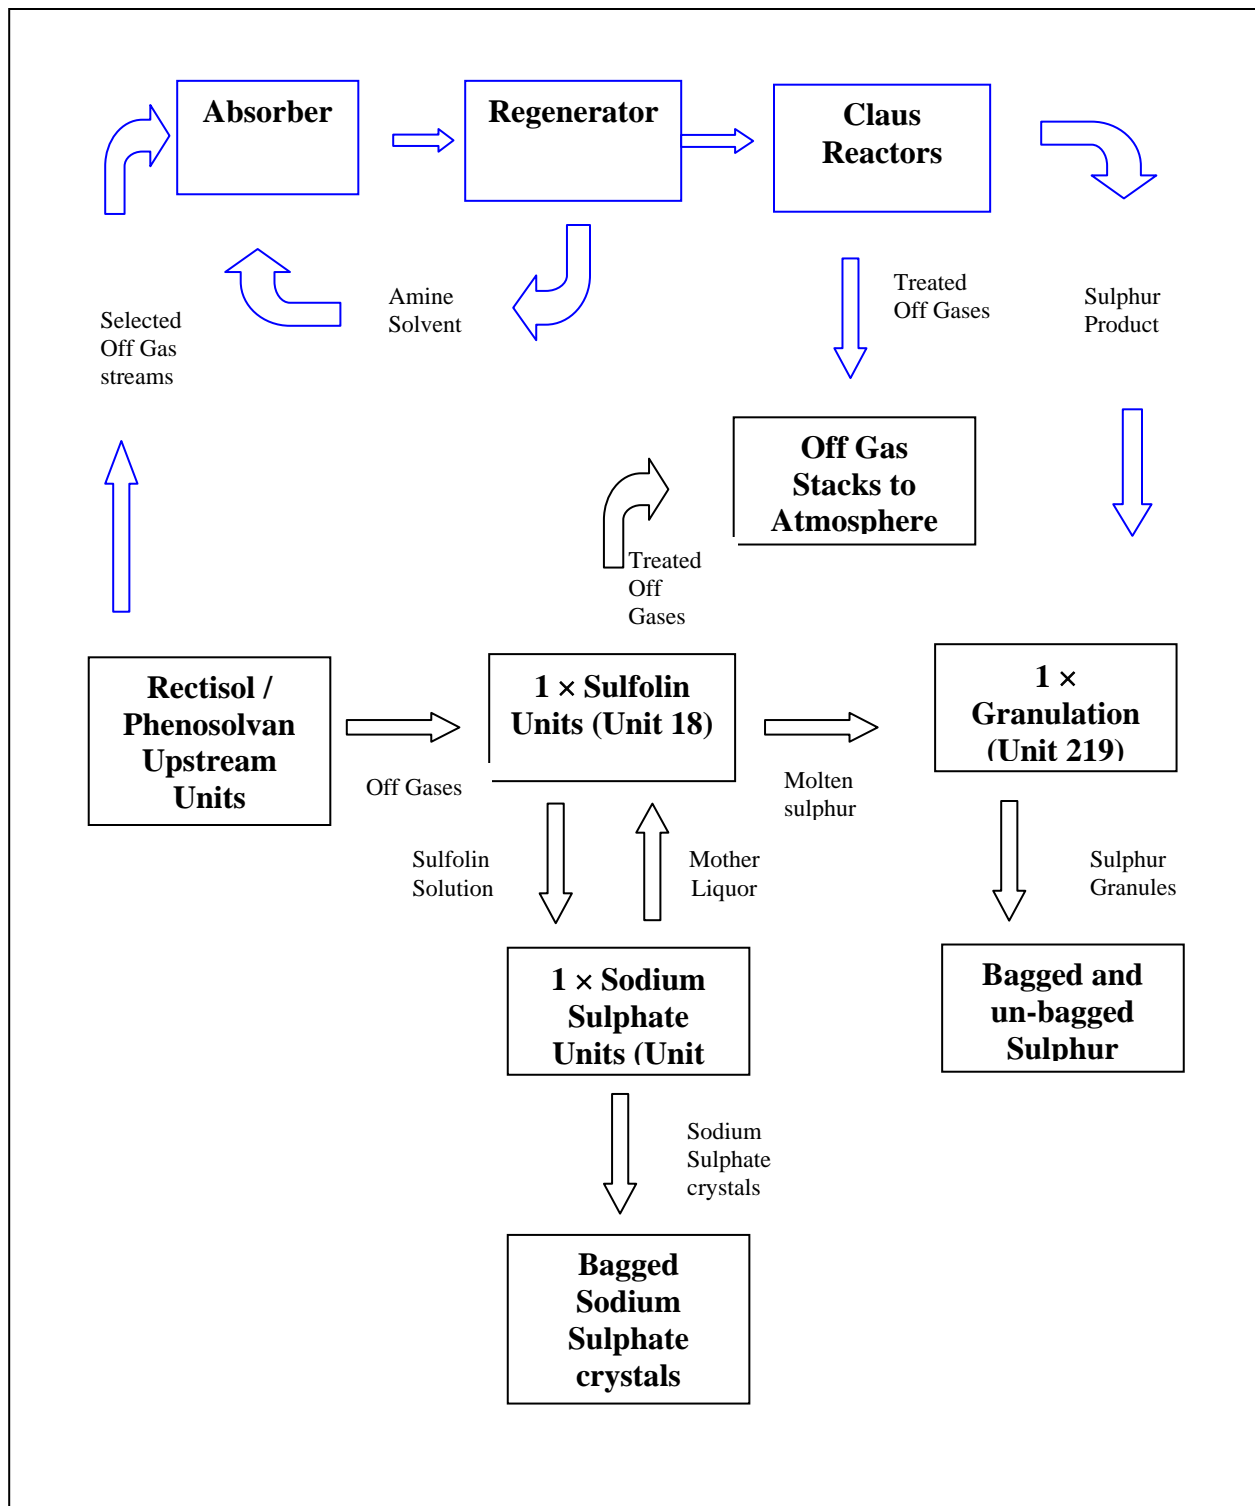 Absorber
Regenerator
Claus
Reactors
Selected
Off Gas
streams
Amine
Solvent
Treated
Off Gases
Sulphur
Product
Off Gas
Stacks to
Atmosphere
Treated
Off
Gases
Rectisol /
Phenosolvan
Upstream
Units
Off Gases
1 × Sulfolin
Units (Unit 18)
Molten
sulphur
1 ×
Granulation
(Unit 219)
Sulfolin
Solution
Mother
Liquor
Sulphur
Granules
1 × Sodium
Sulphate
Units (Unit
Bagged and
un-bagged
Sulphur
Sodium
Sulphate
crystals
Bagged
Sodium
Sulphate
crystals